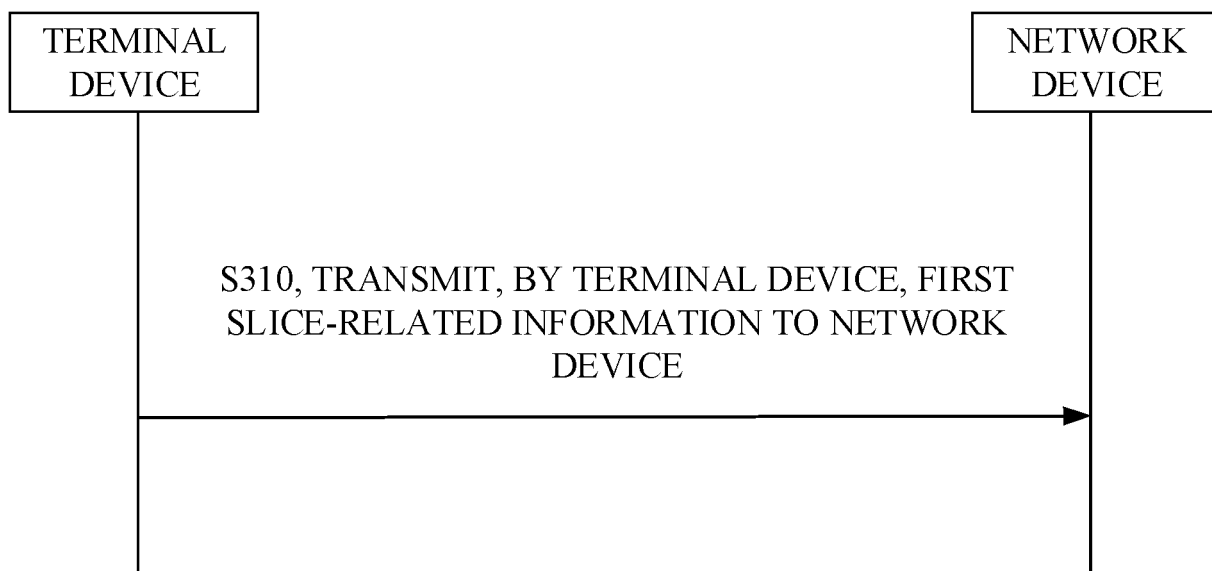 TERMINAL
DEVICE
NETWORK
DEVICE
S310, TRANSMIT, BY TERMINAL DEVICE, FIRST
SLICE-RELATED INFORMATION TO NETWORK
DEVICE